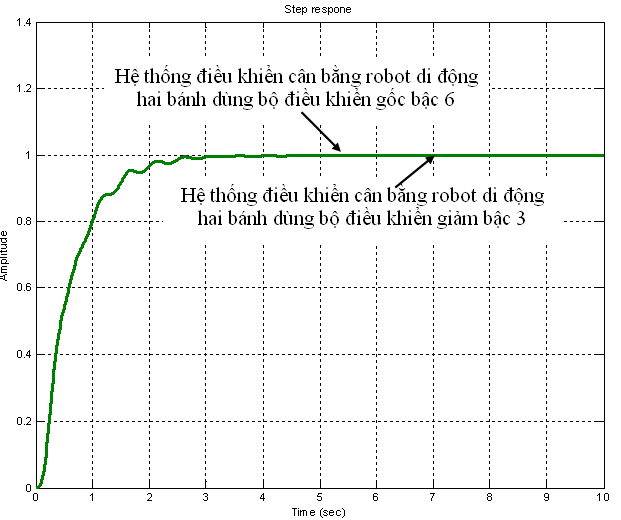 Step respone
1.4
1.2
1
0.8
0.6
0.4
0.2
0
Amplitude
Hệ thống điều khiển cân bằng robot di động
hai bánh dùng bộ điều khiển gốc bậc 6
Hệ thống điều khiển cân bằng robot di động
hai bánh dùng bộ điều khiển giảm bậc 3
0 1 2 3 4 5 6 7 8 9 10
Time (sec)